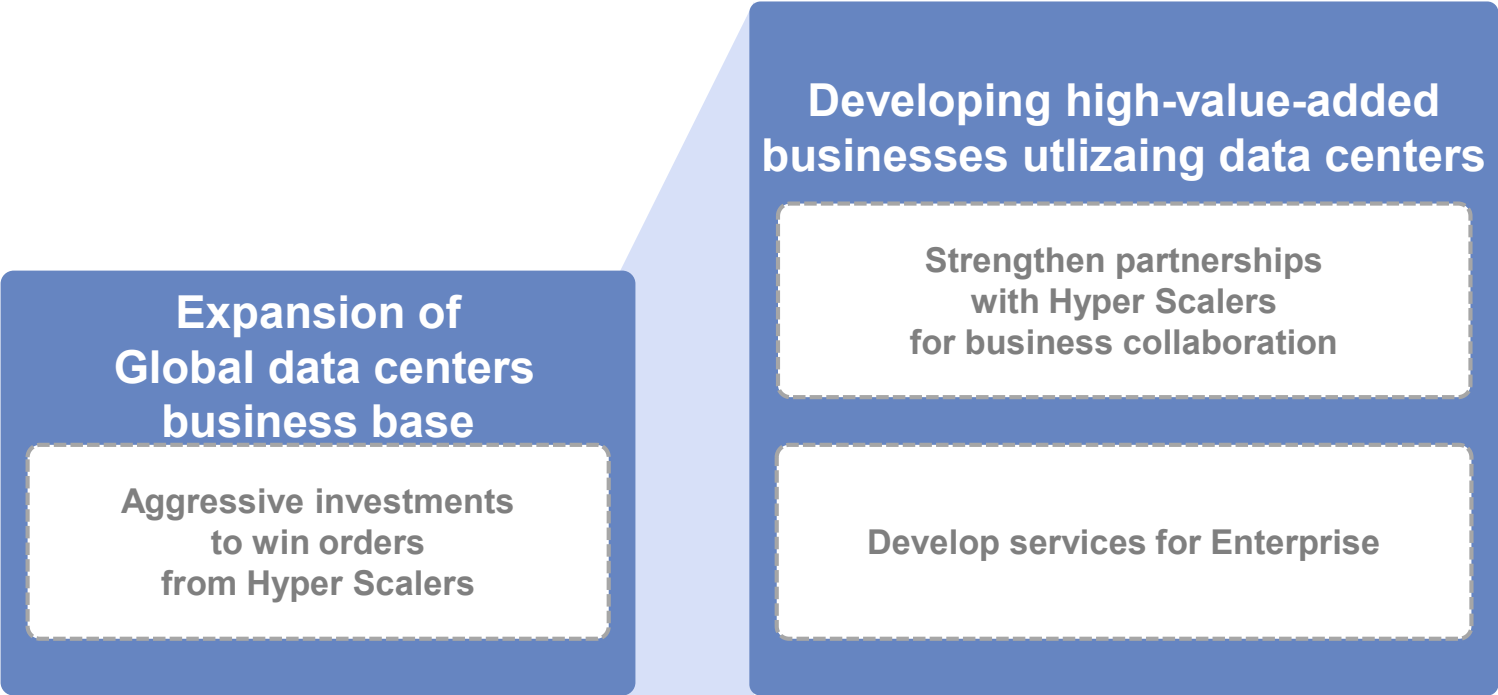 Expansion of
Global data centers
business base
Aggressive investments
to win orders
from Hyper Scalers
Developing high-value-added
businesses utlizaing data centers
Strengthen partnerships
with Hyper Scalers
for business collaboration
Develop services for Enterprise